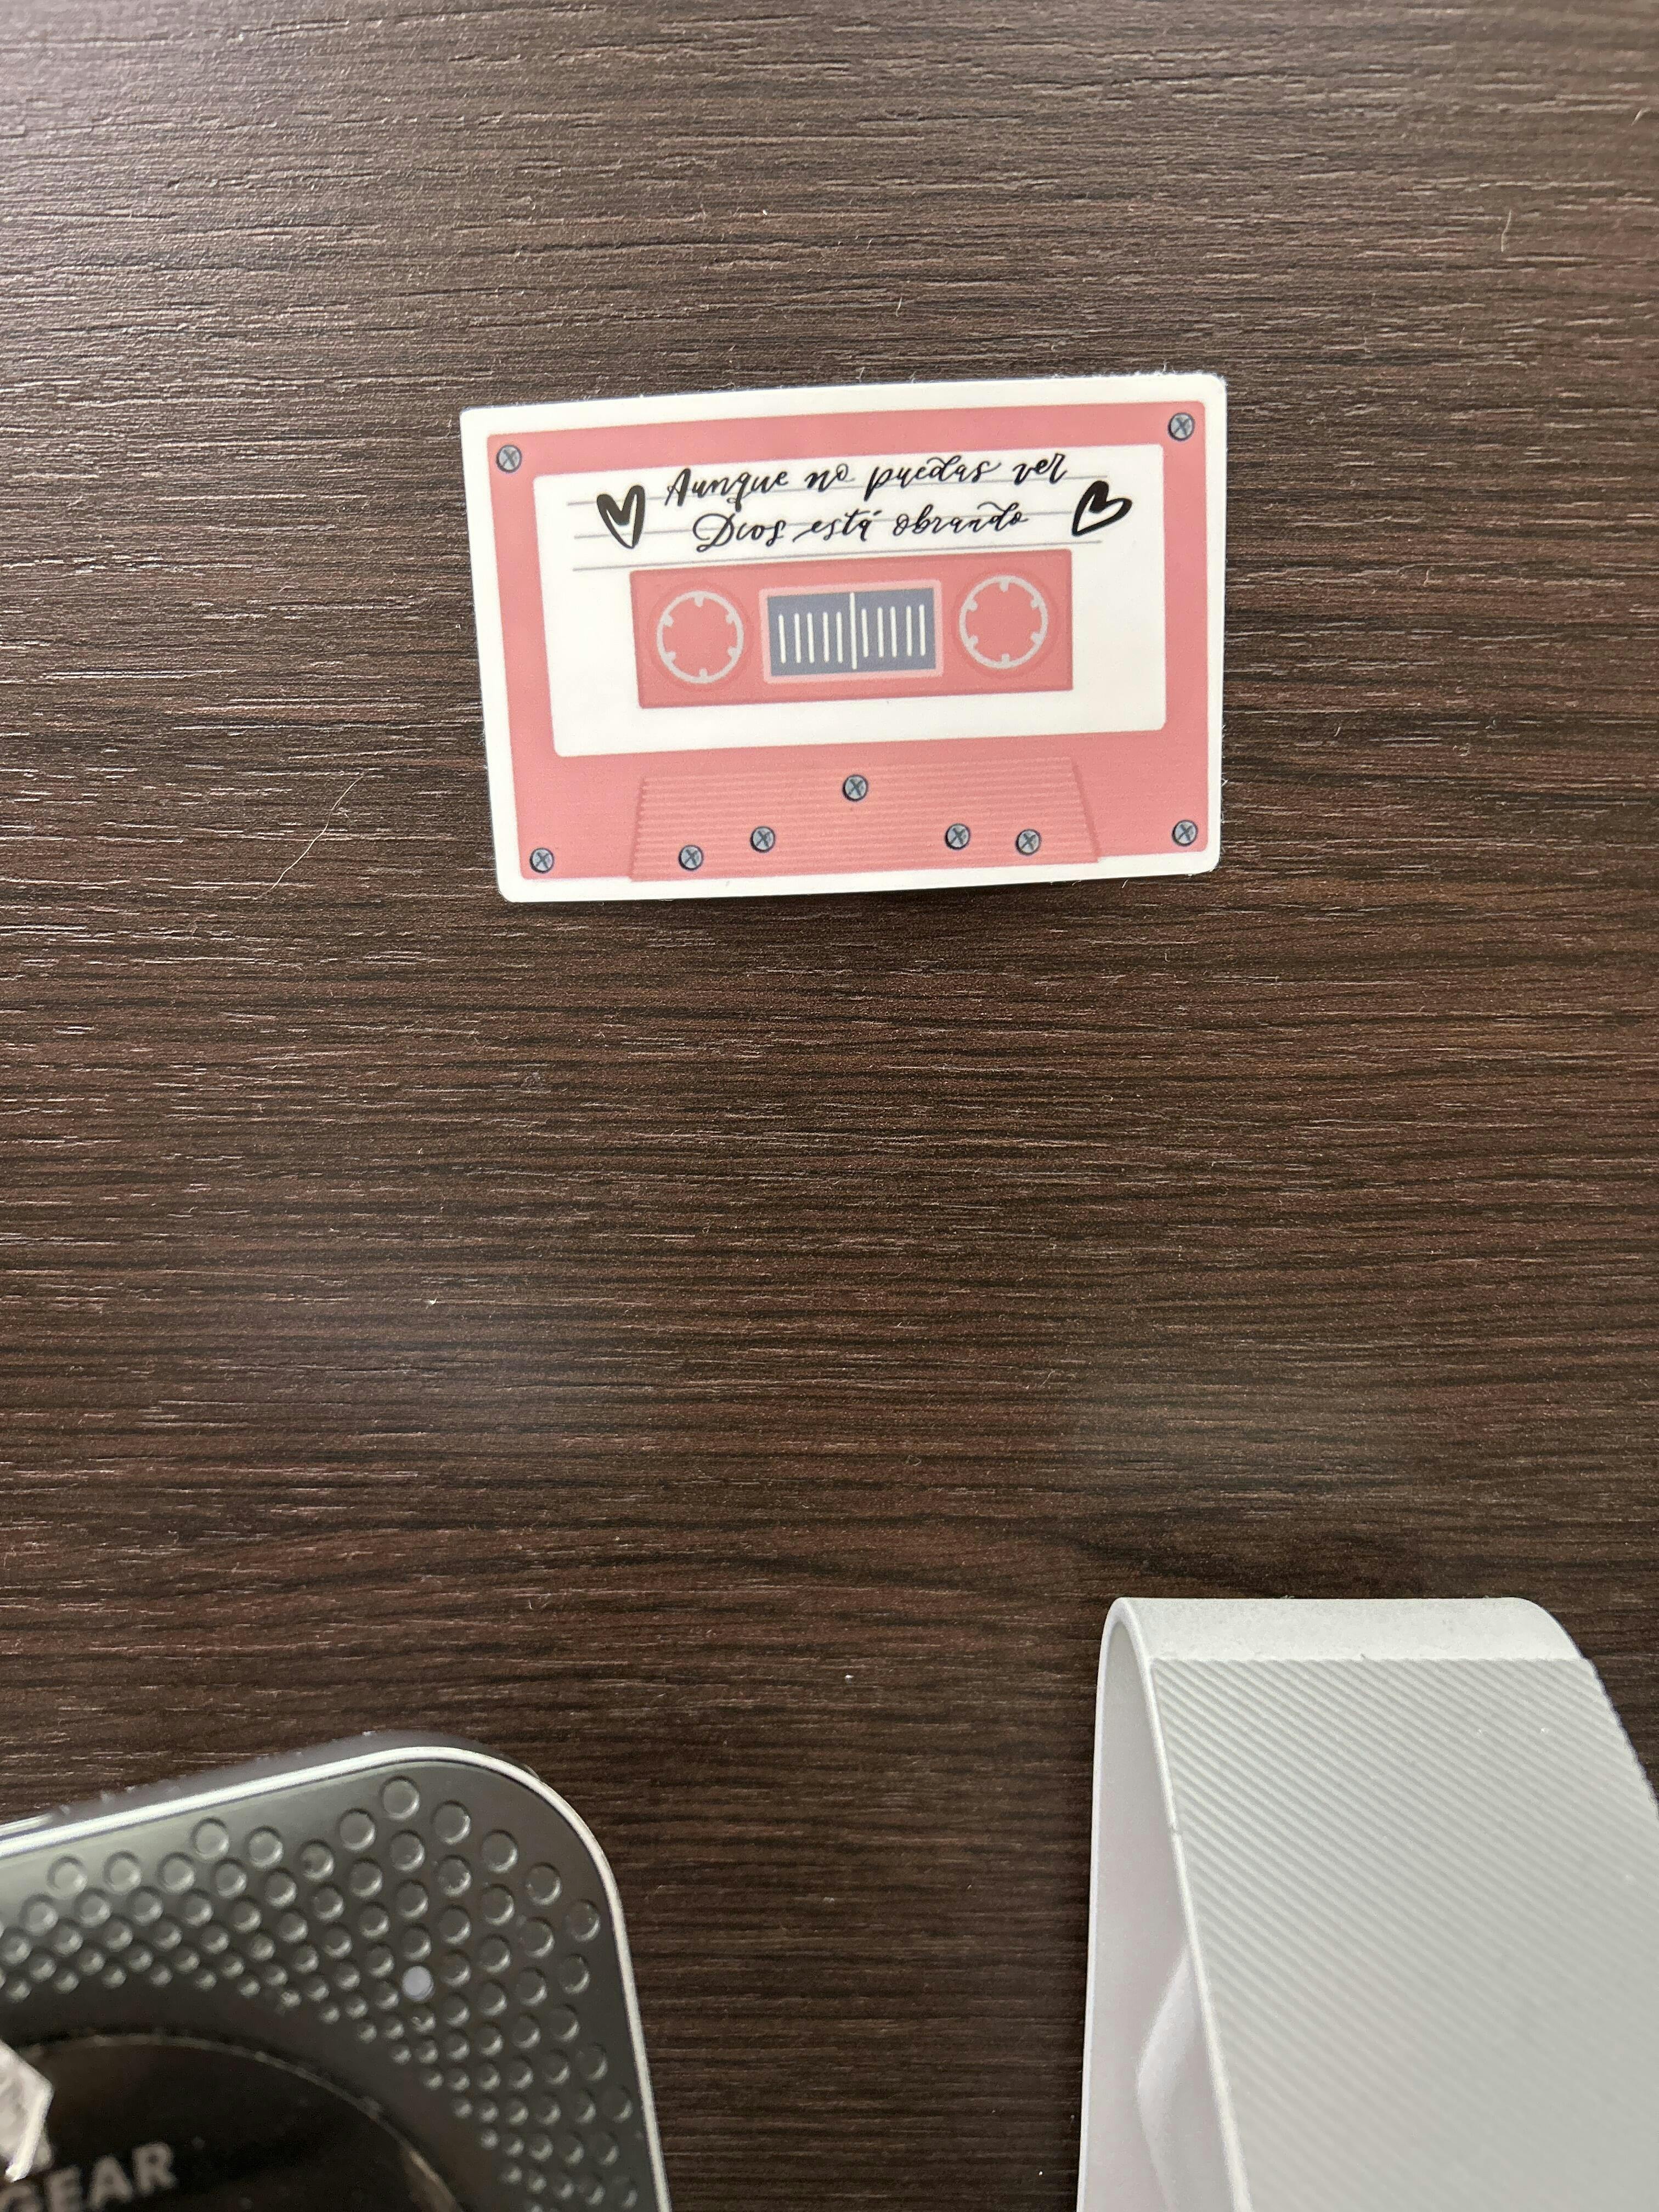 Aunque no puedas ver
Dios está obrando
GEAR